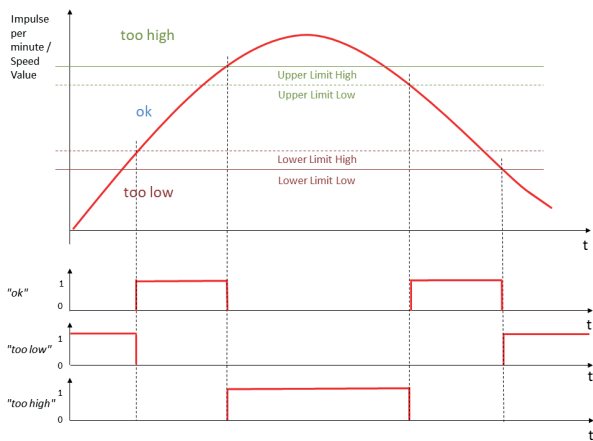 Impulse
per
minute /
Speed
Value
too high
Upper Limit High
Upper Limit Low
ok
Lower Limit High
Lower Limit Low
too low
t
"ok"
1
0
t
"too low"
1
0
t
"too high"
1
0
t